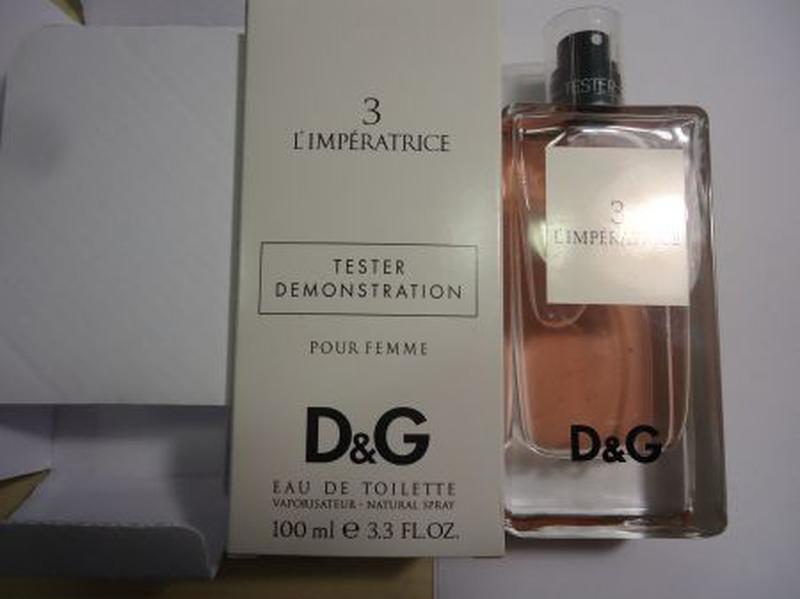 3
L'IMPÉRATRICE
TESTER
DEMONSTRATION
POUR FEMME
D&G
EAU DE TOILETTE
VAPORISATEUR - NATURAL SPRAY
100 ml e 3.3 FL.OZ.
TESTER
3
L'IMPÉRATRICE
D&G